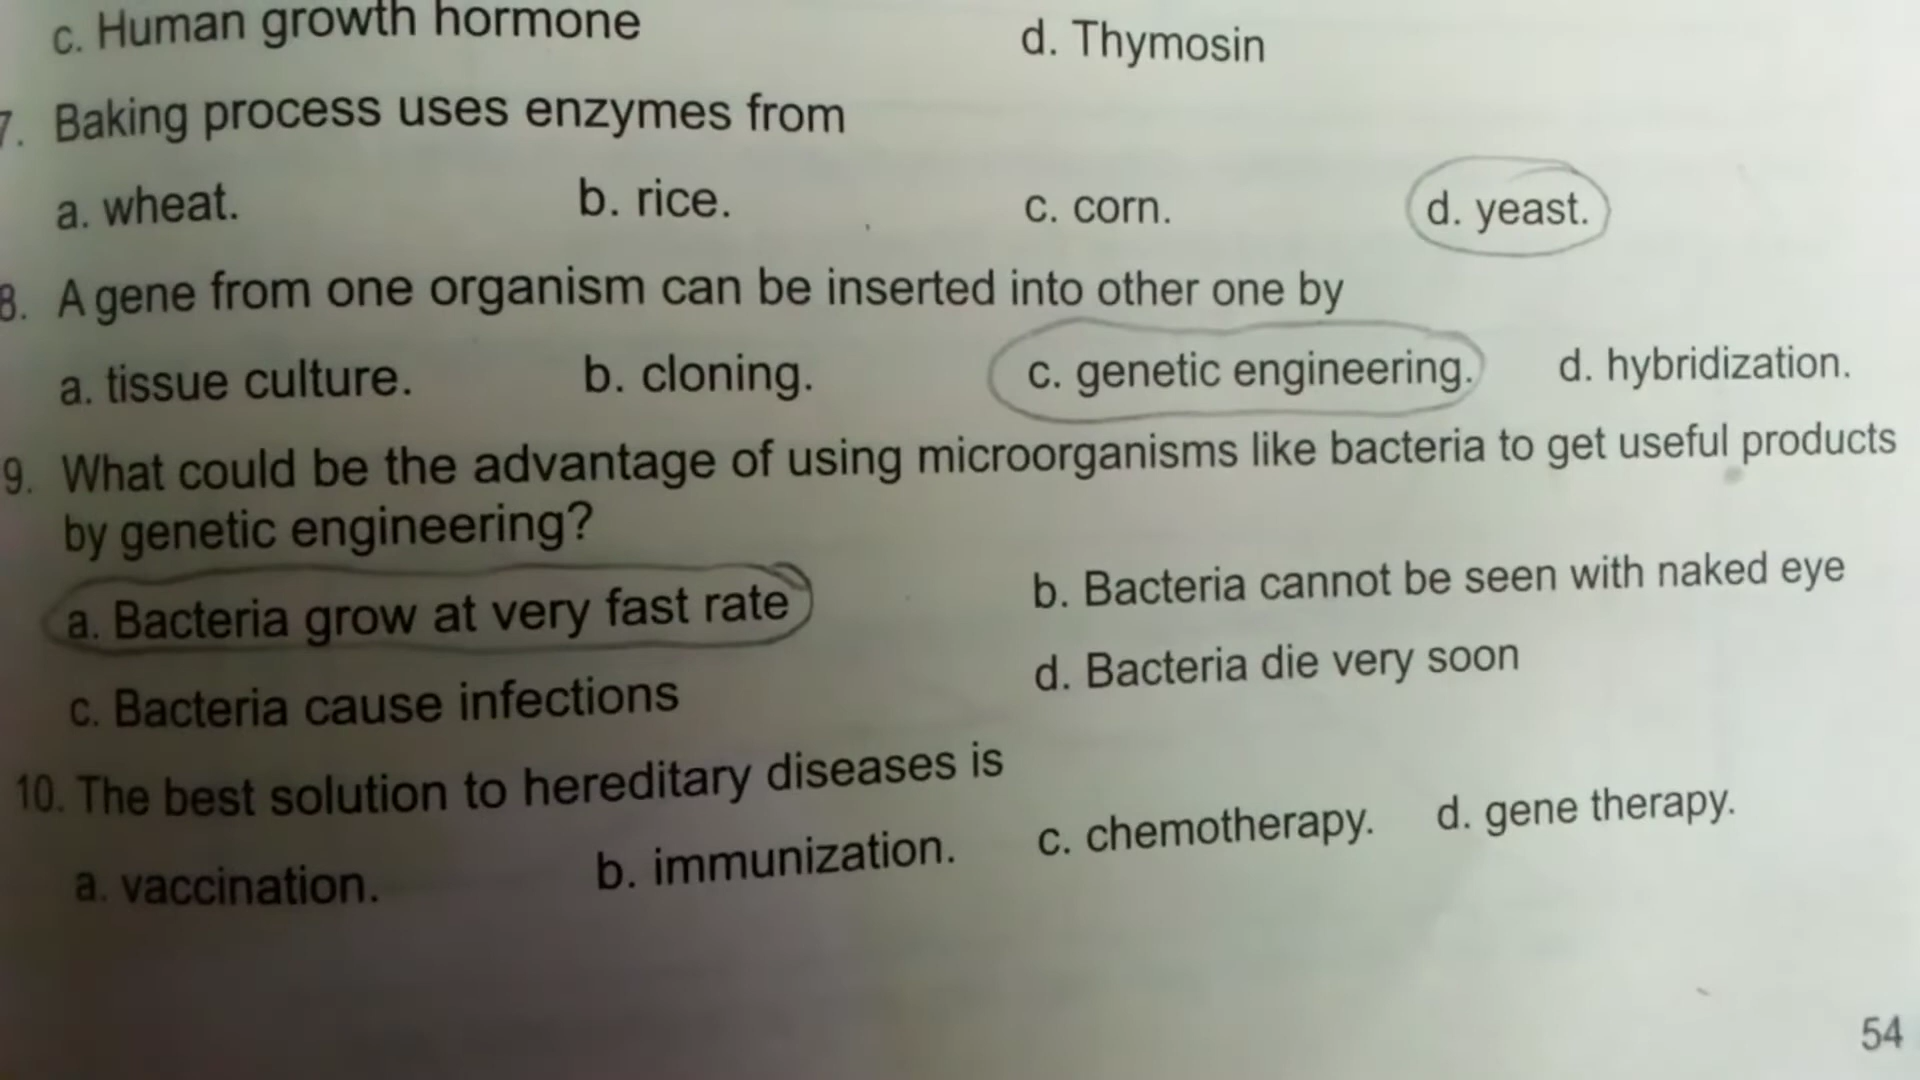 c. Human growth hormone d. Thymosin
7. Baking process uses enzymes from
a. wheat. b. rice. c. corn. d. yeast.
8. A gene from one organism can be inserted into other one by
a. tissue culture. b. cloning. c. genetic engineering. d. hybridization.
9. What could be the advantage of using microorganisms like bacteria to get useful products
by genetic engineering?
a. Bacteria grow at very fast rate b. Bacteria cannot be seen with naked eye
c. Bacteria cause infections d. Bacteria die very soon
10. The best solution to hereditary diseases is
a. vaccination. b. immunization. c. chemotherapy. d. gene therapy.
54